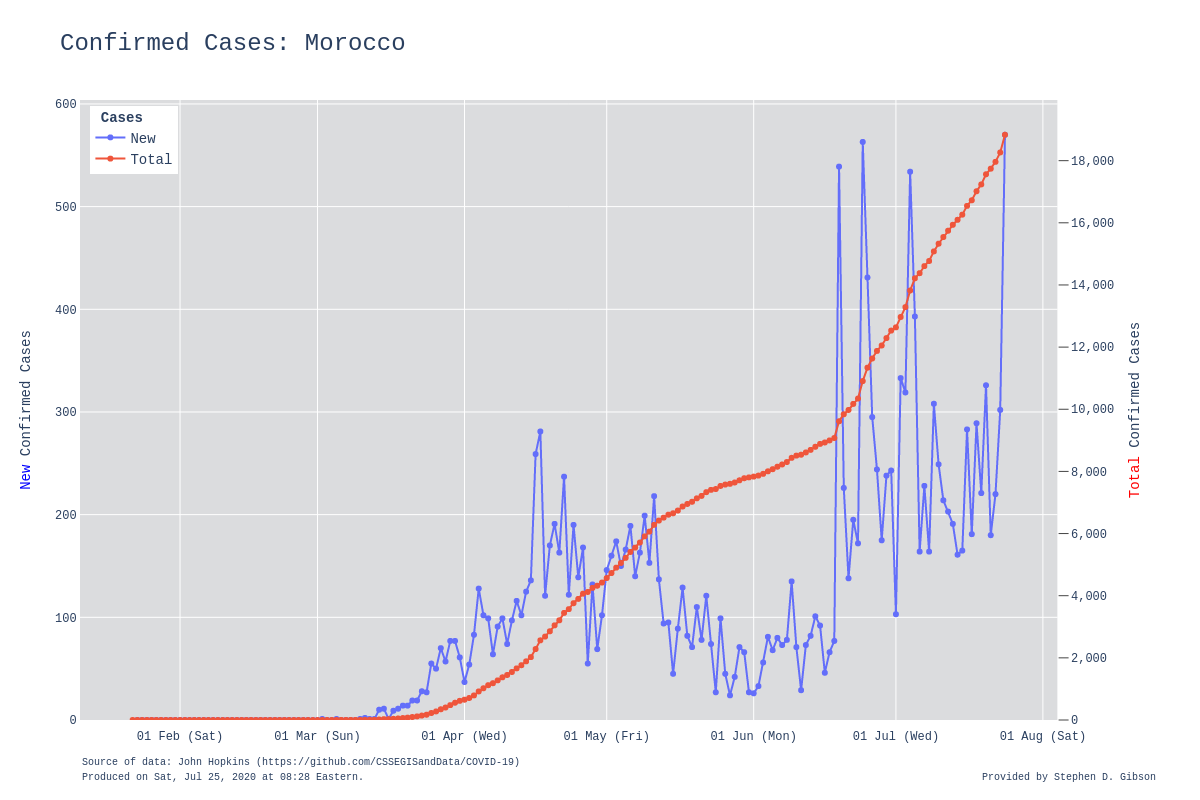 Confirmed Cases: Morocco
Cases
New
Total
600
500
400
300
200
100
0
18,000
16,000
14,000
12,000
10,000
8,000
6,000
4,000
2,000
0
New Confirmed Cases
Total Confirmed Cases
01 Feb (Sat)
01 Mar (Sun)
01 Apr (Wed)
01 May (Fri)
01 Jun (Mon)
01 Jul (Wed)
01 Aug (Sat)
Source of data: John Hopkins (https://github.com/CSSEGISandData/COVID-19)
Produced on Sat, Jul 25, 2020 at 08:28 Eastern.
Provided by Stephen D. Gibson